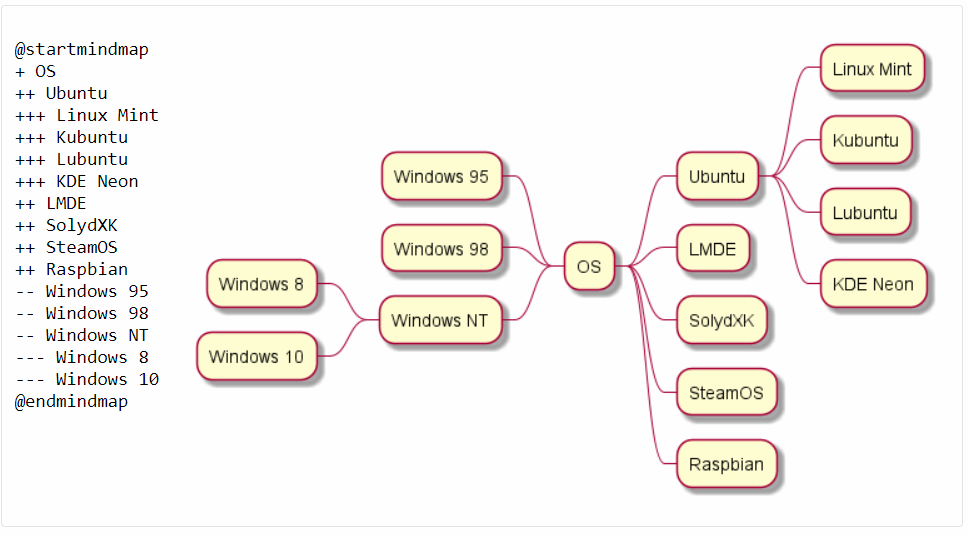 @startmindmap
+ OS
++ Ubuntu
+++ Linux Mint
+++ Kubuntu
+++ Lubuntu
+++ KDE Neon
++ LMDE
++ SolydXK
++ SteamOS
++ Raspbian
-- Windows 95
-- Windows 98
-- Windows NT
--- Windows 8
--- Windows 10
@endmindmap
Windows 8
Windows 10
Windows 95
Windows 98
Windows NT
OS
Ubuntu
LMDE
SolydXK
SteamOS
Raspbian
Linux Mint
Kubuntu
Lubuntu
KDE Neon